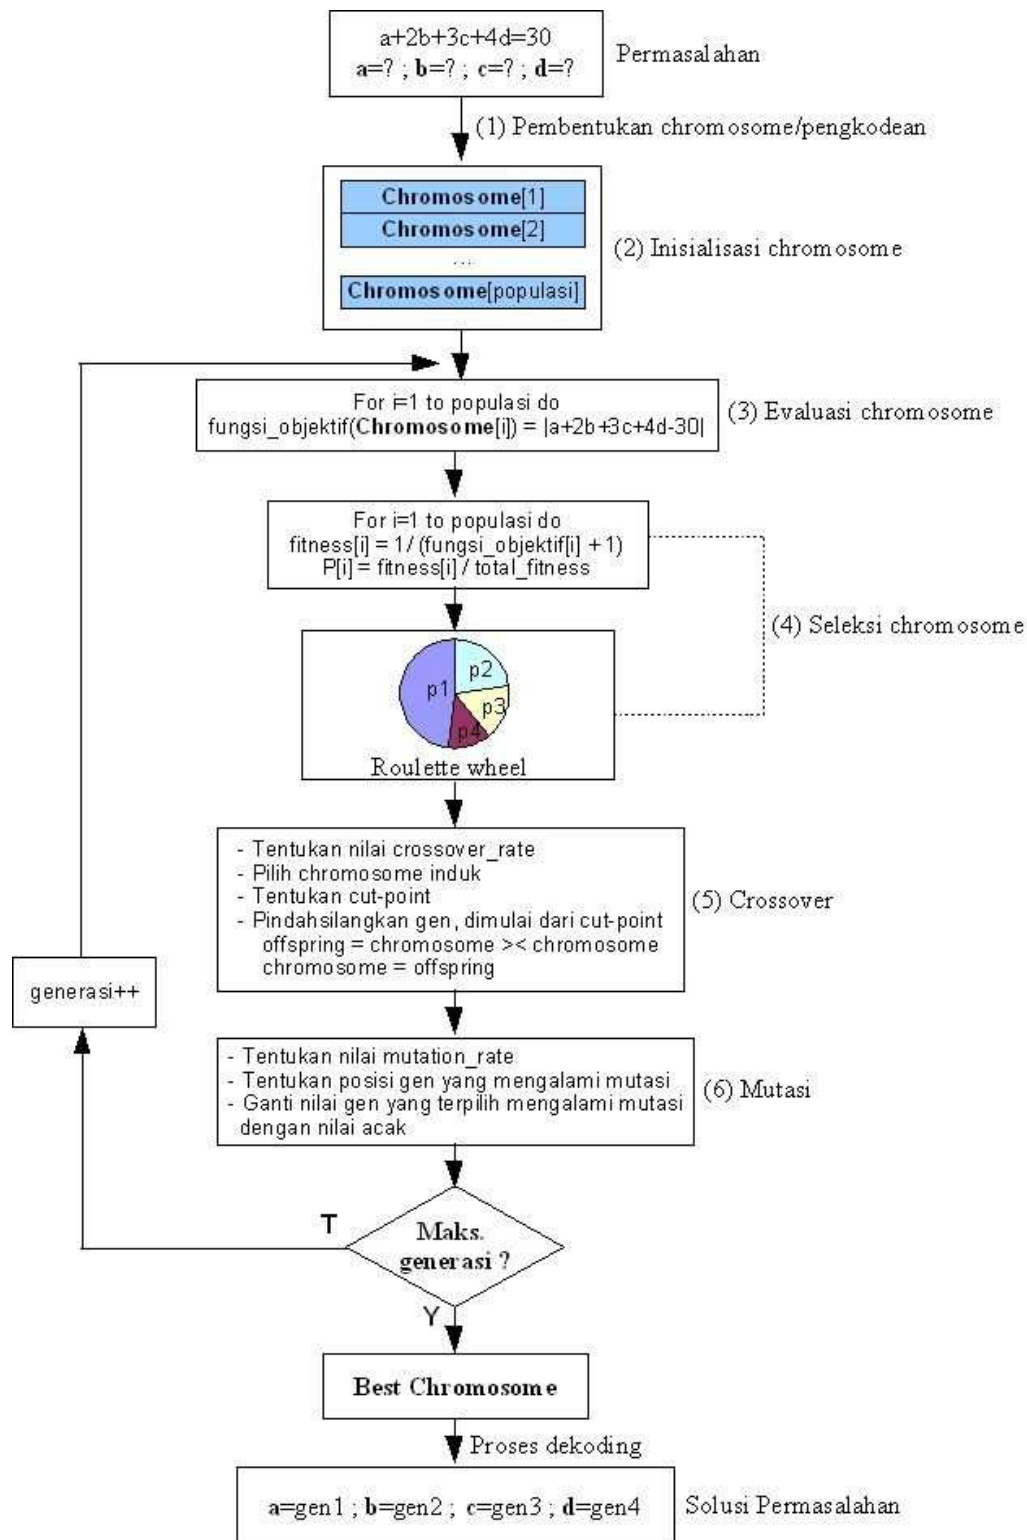 a+2b+3c+4d=30
a=? ; b=? ; c=? ; d=?
Permasalahan
(1) Pembentukan chromosome/pengkodean
Chromosome[1]
Chromosome[2]
...
Chromosome[populasi]
(2) Inisialisasi chromosome
For i=1 to populasi do
fungsi_objektif(Chromosome[i]) = |a+2b+3c+4d-30|
(3) Evaluasi chromosome
For i=1 to populasi do
fitness[i] = 1/ (fungsi_objektif[i] + 1)
P[i] = fitness[i] / total_fitness
(4) Seleksi chromosome
p1
p2
p3
p4
Roulette wheel
- Tentukan nilai crossover_rate
- Pilih chromosome induk
- Tentukan cut-point
- Pindahsilangkan gen, dimulai dari cut-point
offspring = chromosome >< chromosome
chromosome = offspring
(5) Crossover
generasi++
- Tentukan nilai mutation_rate
- Tentukan posisi gen yang mengalami mutasi
- Ganti nilai gen yang terpilih mengalami mutasi
dengan nilai acak
(6) Mutasi
T
Maks.
generasi ?
Y
Best Chromosome
Proses dekoding
a=gen1 ; b=gen2 ; c=gen3 ; d=gen4
Solusi Permasalahan